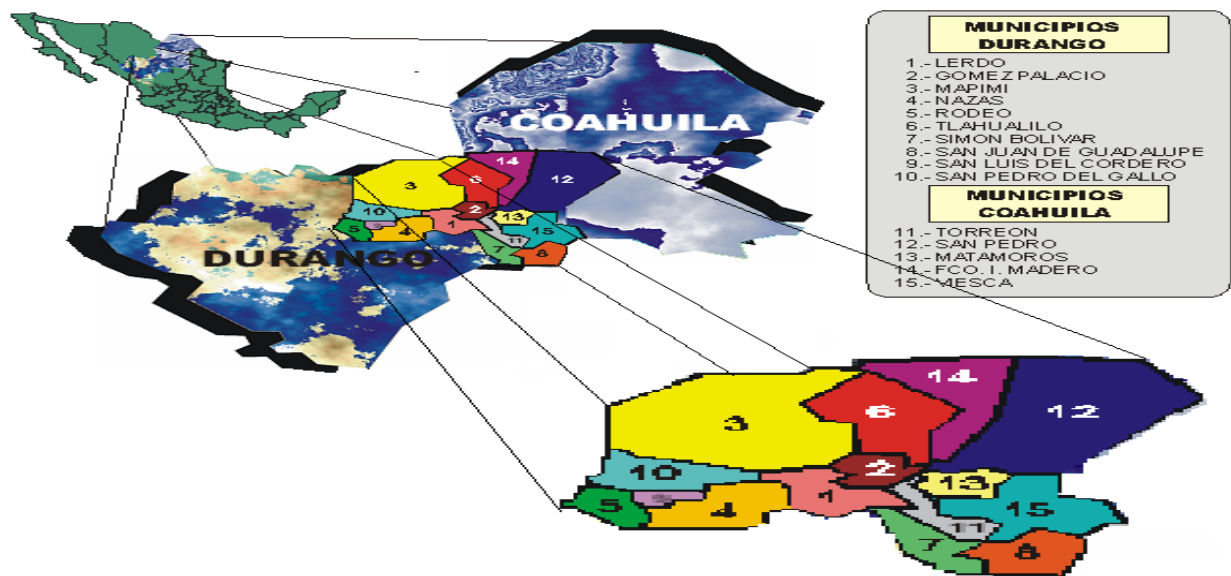 MUNICIPIOS
DURANGO
1.- LERDO
2.- GOMEZ PALACIO
3.- MAPIMI
4.- NAZAS
5.- RODEO
6.- TLAHUALILO
7.- SIMON BOLIVAR
8.- SAN JUAN DE GUADALUPE
9.- SAN LUIS DEL CORDERO
10.- SAN PEDRO DEL GALLO
MUNICIPIOS
COAHUILA
11.- TORREON
12.- SAN PEDRO
13.- MATAMOROS
14.- FCO. I. MADERO
15.- VIESCA
COAHUILA
14
3
6
12
10
2
13
5
4
1
15
11
7
8
DURANGO
14
3
6
12
10
2
13
5
4
1
15
11
7
8